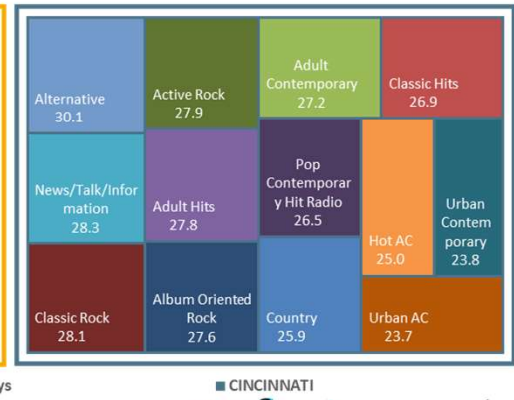 Alternative
30.1
Active Rock
27.9
Adult
Contemporary
27.2
Classic Hits
26.9
News/Talk/Infor
mation
28.3
Adult Hits
27.8
Pop
Contemporar
y Hit Radio
26.5
Hot AC
25.0
Urban
Contem
porary
23.8
Classic Rock
28.1
Album Oriented
Rock
27.6
Country
25.9
Urban AC
23.7
CINCINNATI